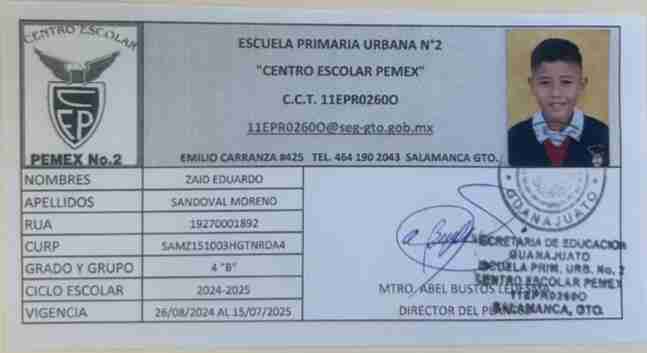 CENTRO ESCOLAR
CEP
PEMEX No.2
ESCUELA PRIMARIA URBANA N°2
"CENTRO ESCOLAR PEMEX"
C.C.T. 11EPR0260O
11EPR0260O@seg-gto.gob.mx
EMILIO CARRANZA #425 TEL. 464 190 2043 SALAMANCA GTO.
NOMBRES ZAID EDUARDO
APELLIDOS SANDOVAL MORENO
RUA 19270001892
CURP SAMZ151003HGTNRDA4
GRADO Y GRUPO 4 "B"
CICLO ESCOLAR 2024-2025
VIGENCIA 26/08/2024 AL 15/07/2025
GUANAJUATO
SECRETARIA DE EDUCACION
GUANAJUATO
ESCUELA PRIM. URB. No. 2
CENTRO ESCOLAR PEMEX
11EPR0260O
SALAMANCA, GTO.
MTRO. ABEL BUSTOS
DIRECTOR DEL